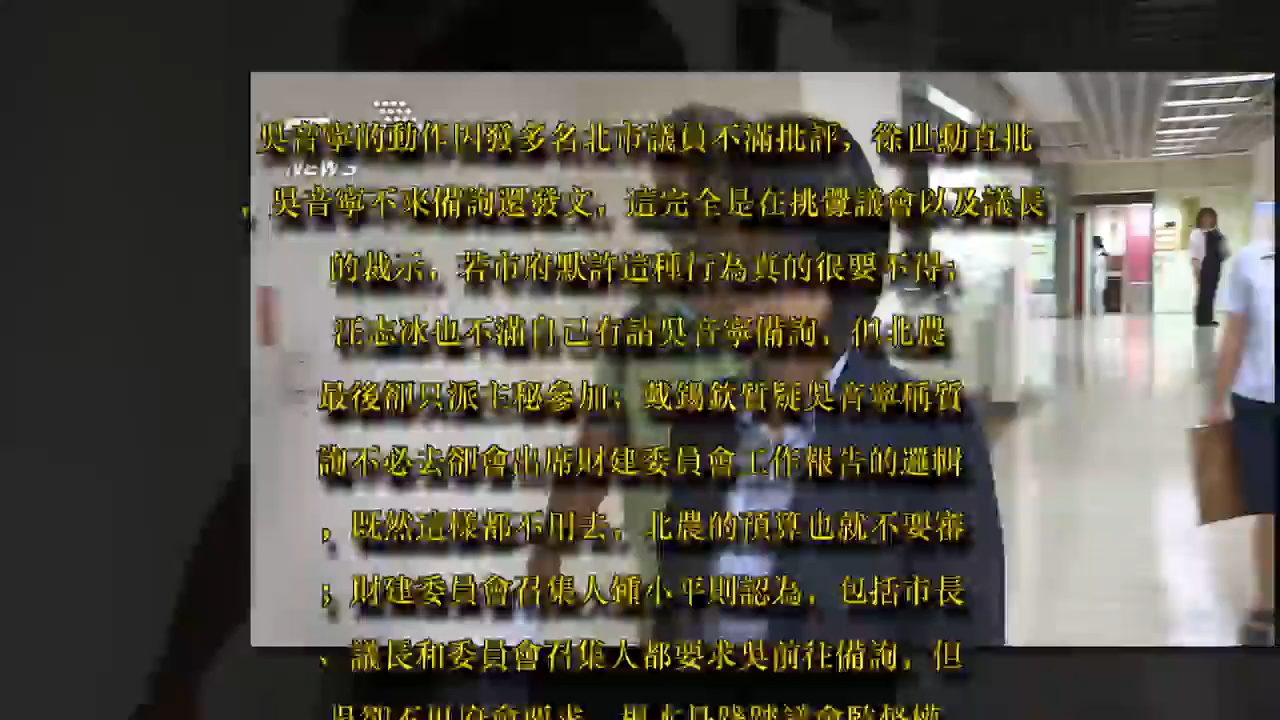 NEWS
吳音寧的動作因發多名北市議員不滿批評，徐世勳直批
，吳音寧不來備詢還發文，這完全是在挑釁議會以及議長
的裁示，若市府默許這種行為真的很要不得；
汪志冰也不滿自己有請吳音寧備詢，但北農
最後卻只派主秘參加；戴錫欽質疑吳音寧稱質
詢不必去卻會出席財建委員會工作報告的邏輯
，既然這樣都不用去，北農的預算也就不要審
；財建委員會召集人鍾小平則認為，包括市長
、議長和委員會召集人都要求吳前往備詢，但